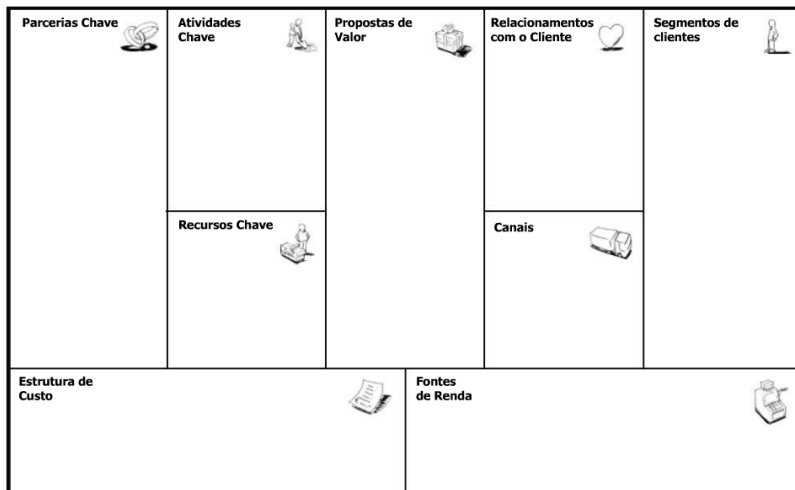 Parcerias Chave
Atividades
Chave
Propostas de
Valor
Relacionamentos
com o Cliente
Segmentos de
clientes
Recursos Chave
Canais
Estrutura de
Custo
Fontes
de Renda